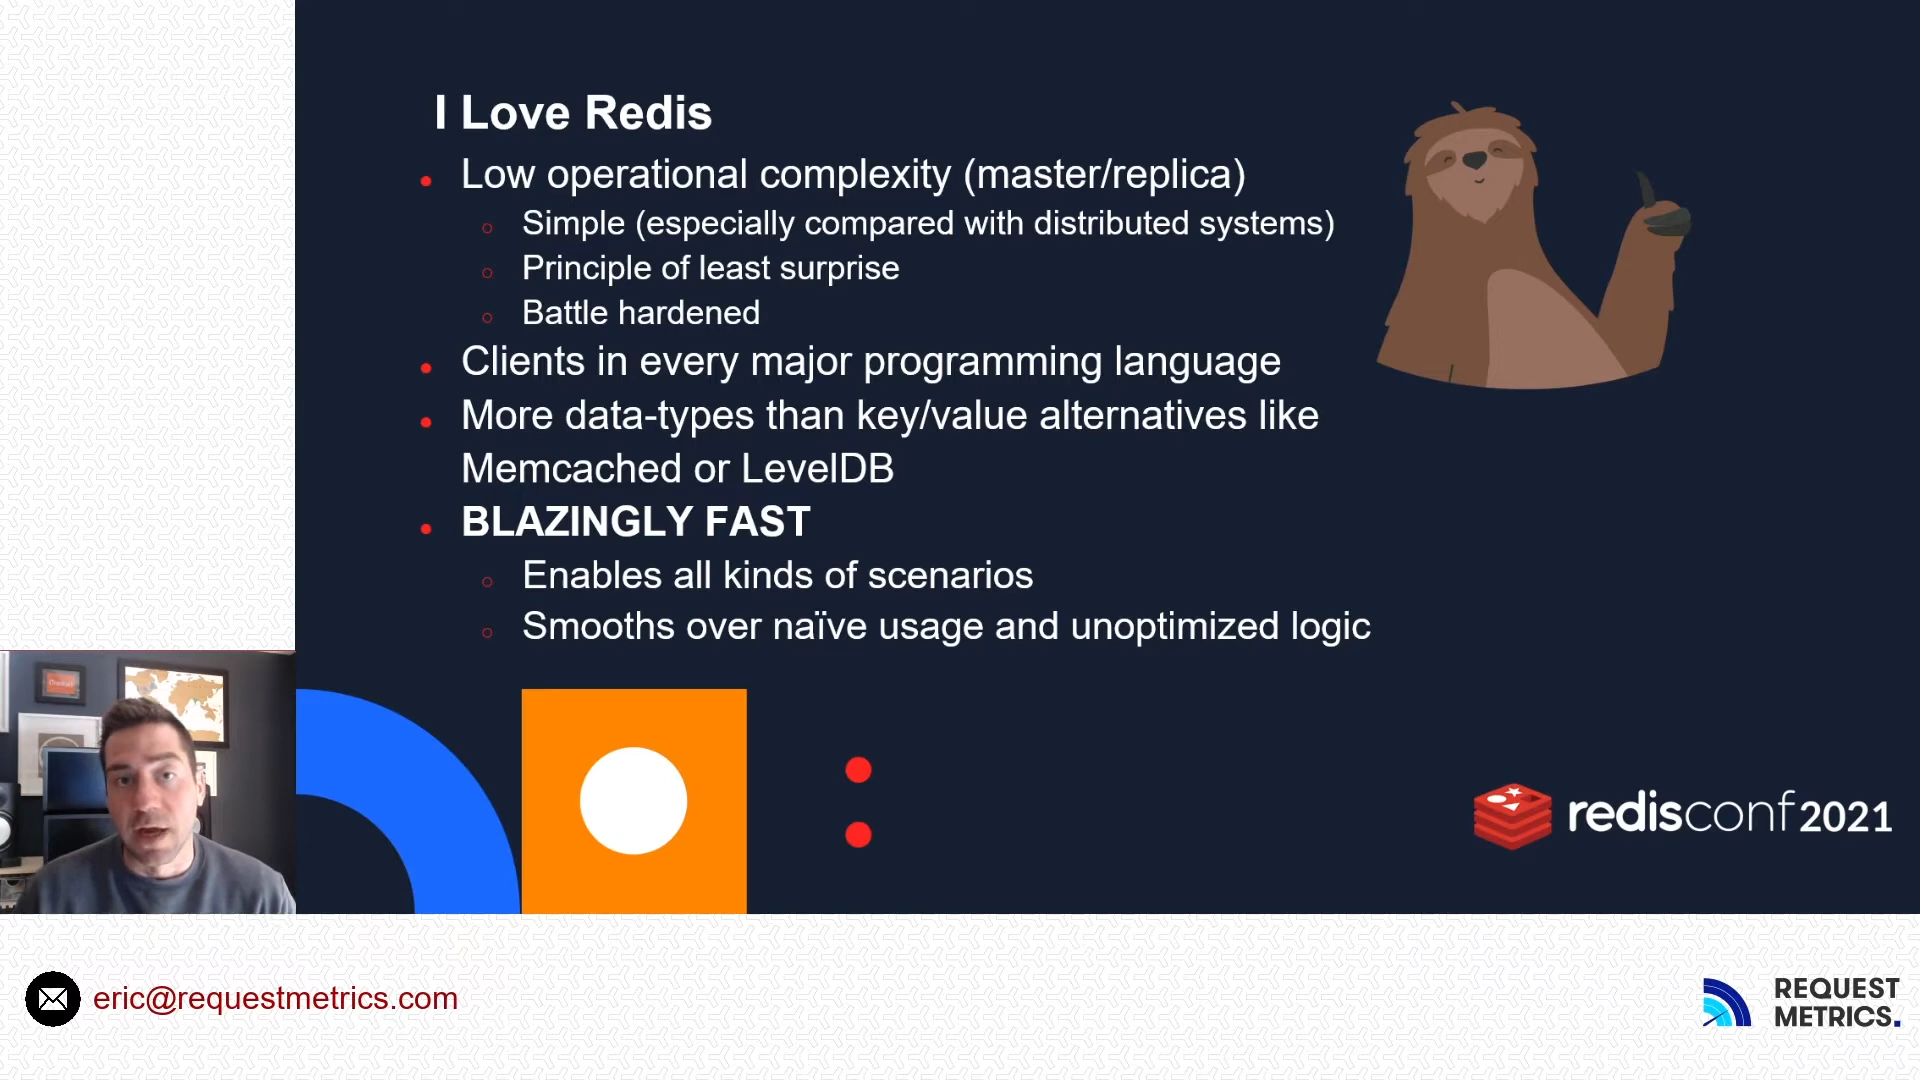 I Love Redis
Low operational complexity (master/replica)
Simple (especially compared with distributed systems)
Principle of least surprise
Battle hardened
Clients in every major programming language
More data-types than key/value alternatives like
Memcached or LevelDB
BLAZINGLY FAST
Enables all kinds of scenarios
Smooths over naïve usage and unoptimized logic
redisconf 2021
eric@requestmetrics.com
REQUEST
METRICS.